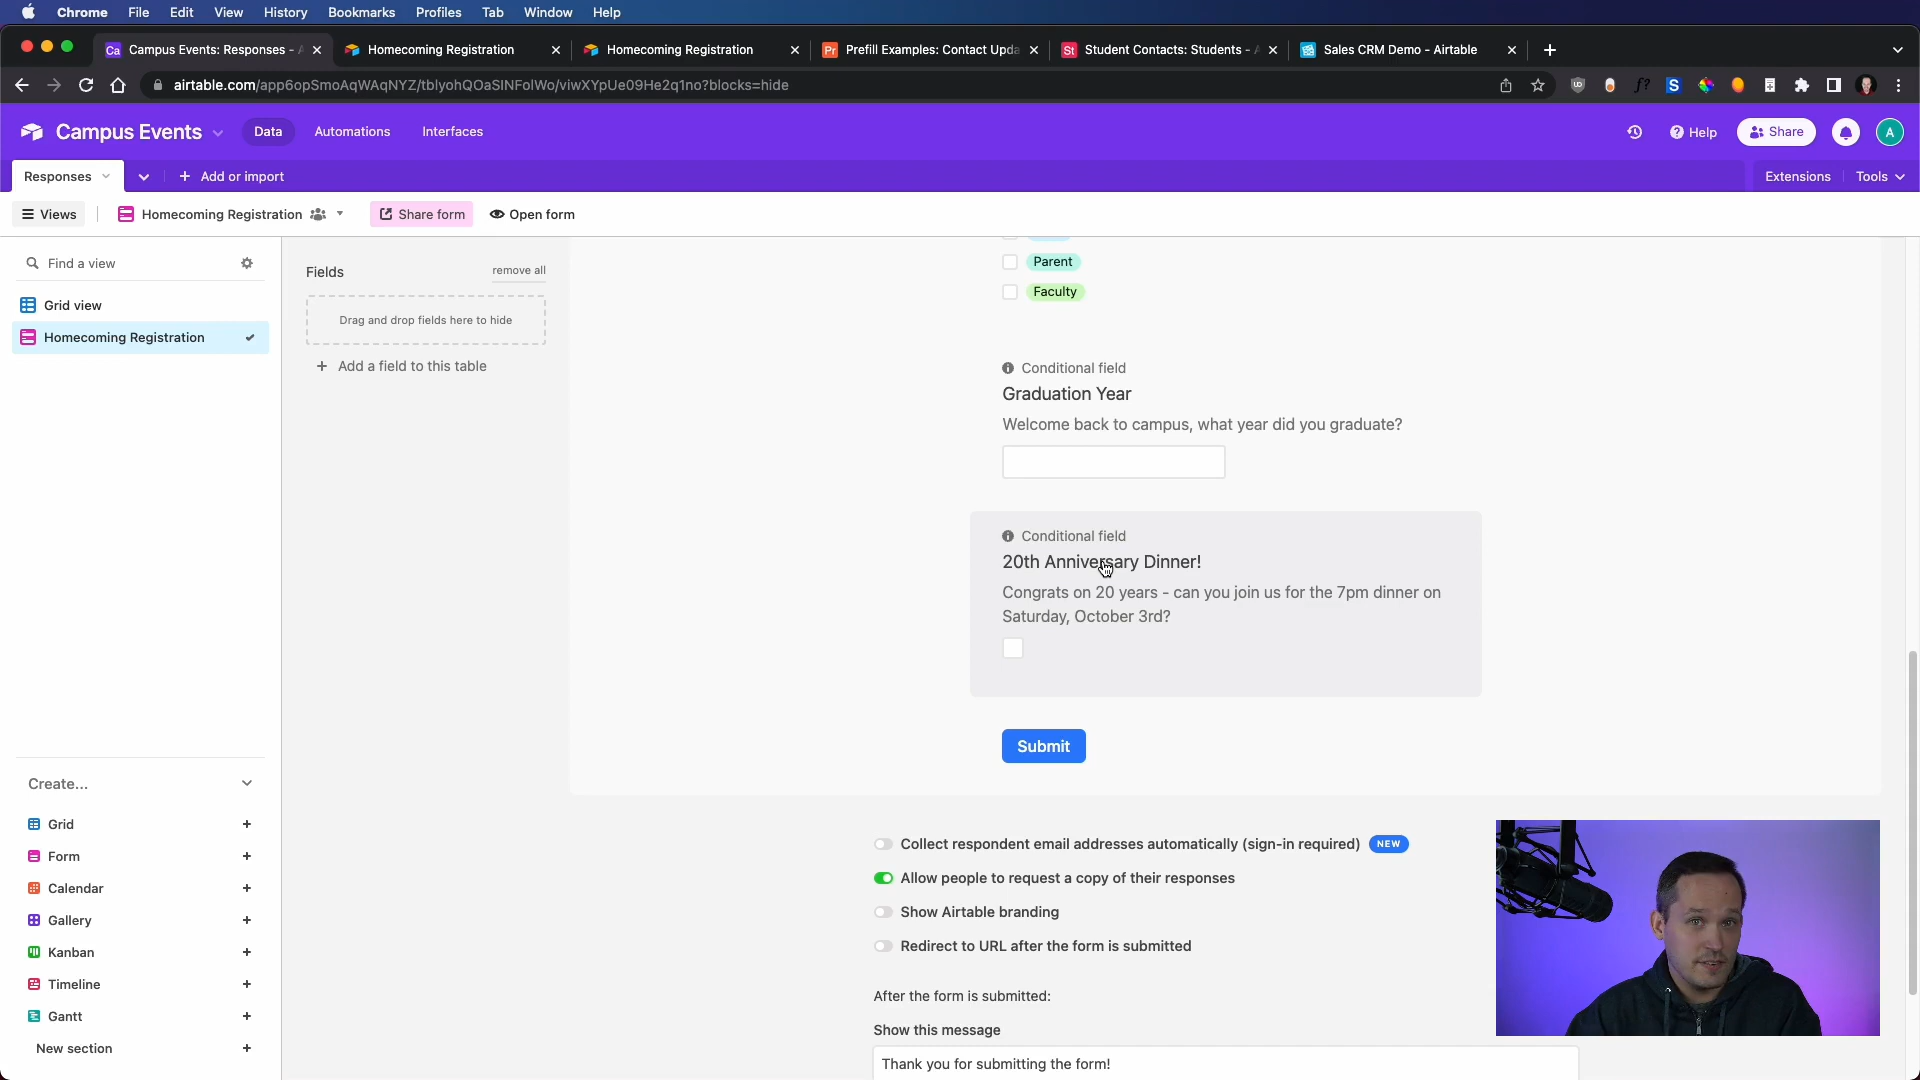 Chrome File Edit View History Bookmarks Profiles Tab Window Help
Ca Campus Events: Responses - A
Homecoming Registration
Homecoming Registration
Pr Prefill Examples: Contact Upda
St Student Contacts: Students - A
Sales CRM Demo - Airtable
airtable.com/app6opSmoAqWAqNYZ/tblyohQOaSINFolWo/viwXYpUe09He2q1no?blocks=hide
Campus Events Data Automations Interfaces Help Share A
Responses Add or import Extensions Tools
Views Homecoming Registration Share form Open form
Find a view
Grid view
Homecoming Registration
Create...
Grid
Form
Calendar
Gallery
Kanban
Timeline
Gantt
New section
Fields remove all
Drag and drop fields here to hide
Add a field to this table
Parent
Faculty
Conditional field
Graduation Year
Welcome back to campus, what year did you graduate?
Conditional field
20th Anniversary Dinner!
Congrats on 20 years - can you join us for the 7pm dinner on
Saturday, October 3rd?
Submit
Collect respondent email addresses automatically (sign-in required) NEW
Allow people to request a copy of their responses
Show Airtable branding
Redirect to URL after the form is submitted
After the form is submitted:
Show this message
Thank you for submitting the form!